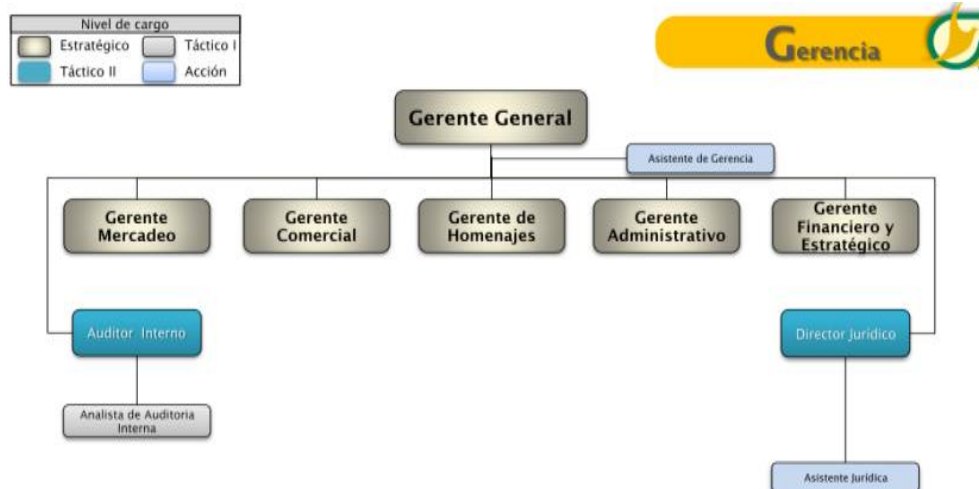 Nivel de cargo
Estratégico
Táctico I
Táctico II
Acción
Gerencia
Gerente General
Asistente de Gerencia
Gerente
Mercadeo
Gerente
Comercial
Gerente de
Homenajes
Gerente
Administrativo
Gerente
Financiero y
Estratégico
Auditor Interno
Director Jurídico
Analista de Auditoria
Interna
Asistente Jurídica